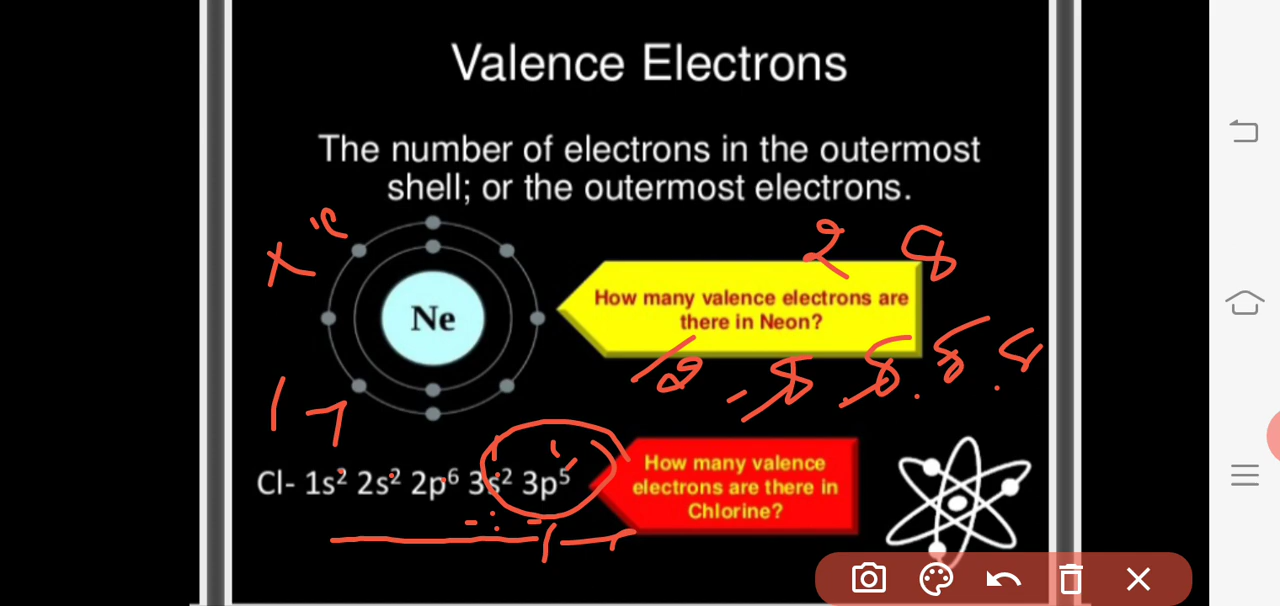 Valence Electrons
The number of electrons in the outermost
shell; or the outermost electrons.
2 8
Ne
How many valence electrons are
there in Neon?
17
Cl- 1s² 2s² 2p⁶ 3s² 3p⁵
How many valence
electrons are there in
Chlorine?
17